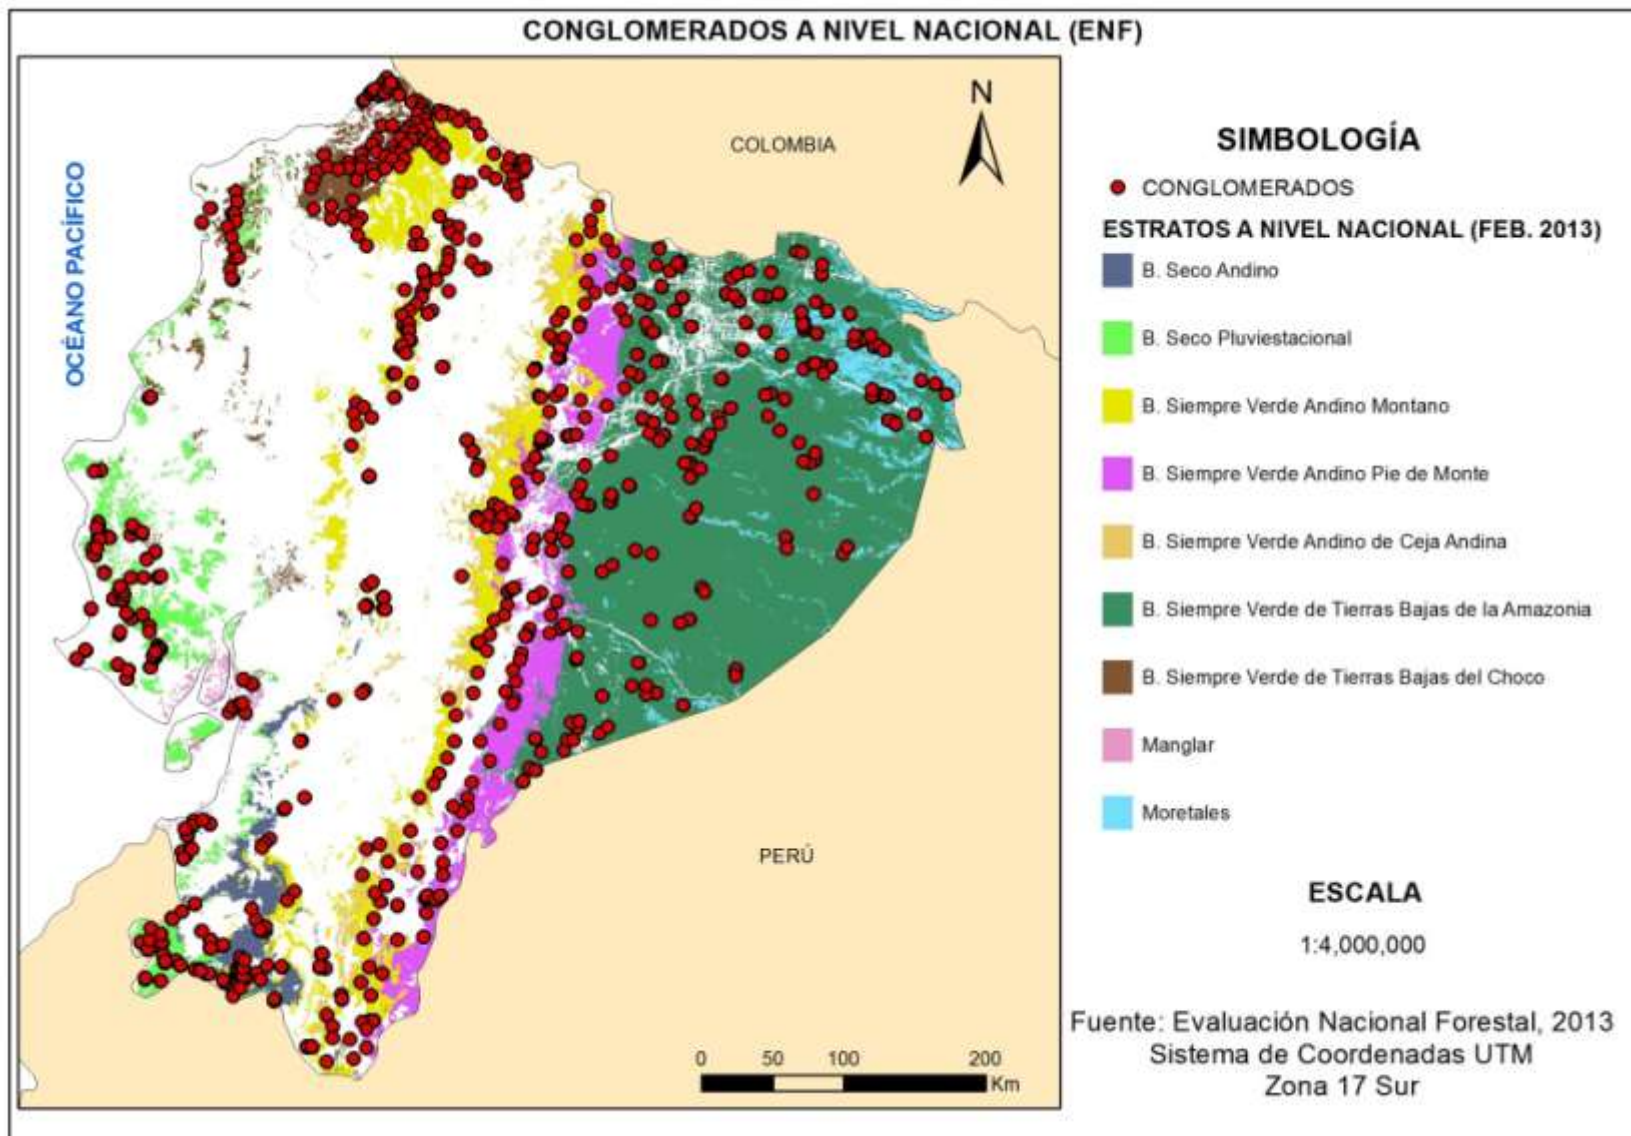 CONGLOMERADOS A NIVEL NACIONAL (ENF)
OCÉANO PACÍFICO
COLOMBIA
N
PERÚ
0 50 100 200
Km
SIMBOLOGÍA
CONGLOMERADOS
ESTRATOS A NIVEL NACIONAL (FEB. 2013)
B. Seco Andino
B. Seco Pluviestacional
B. Siempre Verde Andino Montano
B. Siempre Verde Andino Pie de Monte
B. Siempre Verde Andino de Ceja Andina
B. Siempre Verde de Tierras Bajas de la Amazonia
B. Siempre Verde de Tierras Bajas del Choco
Manglar
Moretales
ESCALA
1:4,000,000
Fuente: Evaluación Nacional Forestal, 2013
Sistema de Coordenadas UTM
Zona 17 Sur